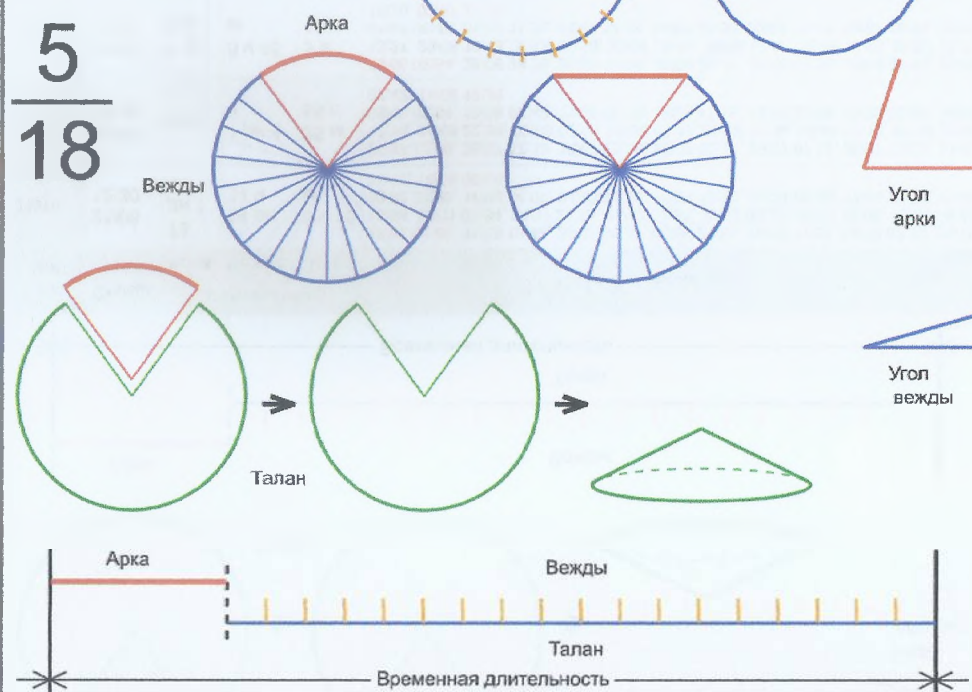 5
18
Арка
Вежды
Угол
арки
Угол
вежды
Талан
Арка
Вежды
Талан
Временная длительность